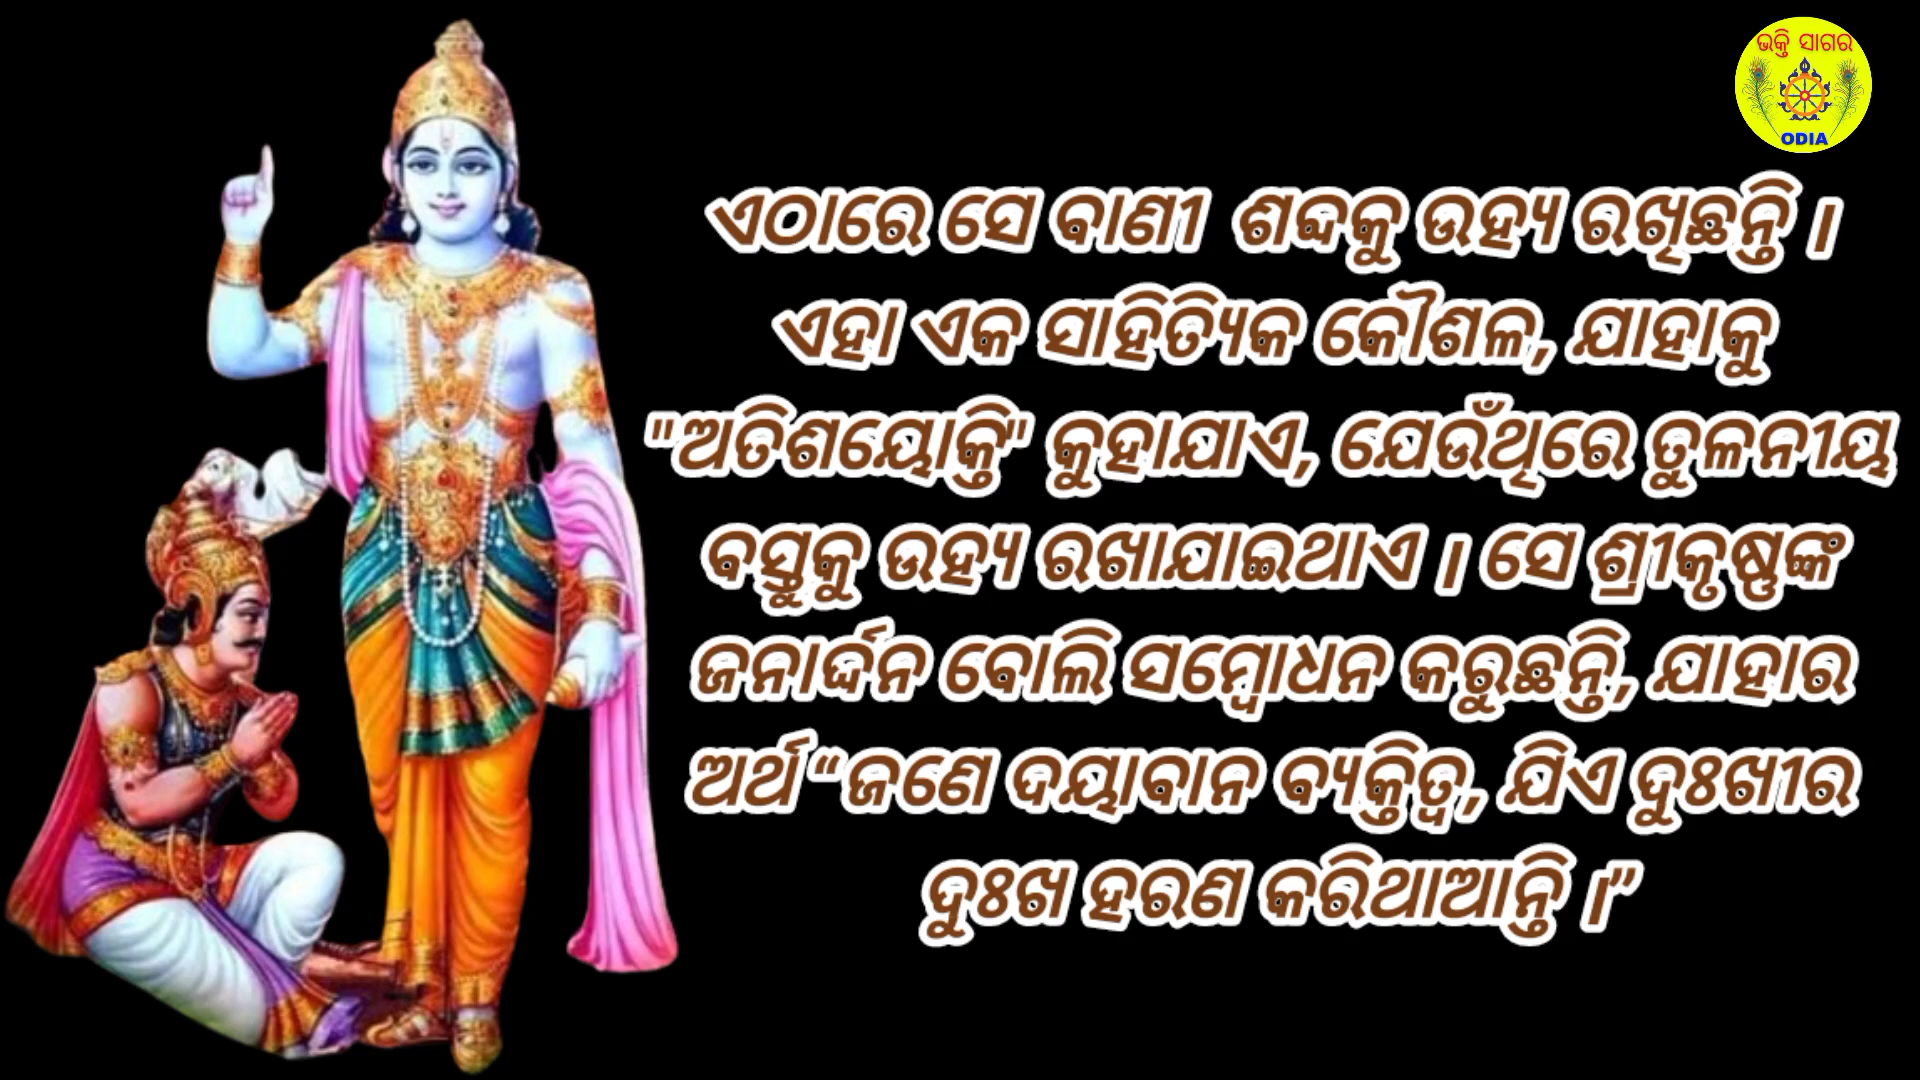 ଭକ୍ତି ସାଗର
ODIA
ଏଠାରେ ସେ ବାଣୀ ଶବ୍ଦକୁ ଉହ୍ୟ ରଖିଛନ୍ତି ।
ଏହା ଏକ ସାହିତ୍ୟିକ କୌଶଳ, ଯାହାକୁ
"ଅତିଶୟୋକ୍ତି" କୁହାଯାଏ, ଯେଉଁଥିରେ ତୁଳନୀୟ
ବସ୍ତୁକୁ ଉହ୍ୟ ରଖାଯାଇଥାଏ । ସେ ଶ୍ରୀକୃଷ୍ଣଙ୍କ
ଜନାର୍ଦ୍ଦନ ବୋଲି ସମ୍ବୋଧନ କରୁଛନ୍ତି, ଯାହାର
ଅର୍ଥ “ଜଣେ ଦୟାବାନ ବ୍ୟକ୍ତିତ୍ୱ, ଯିଏ ଦୁଃଖୀର
ଦୁଃଖ ହରଣ କରିଥାଆନ୍ତି ।”